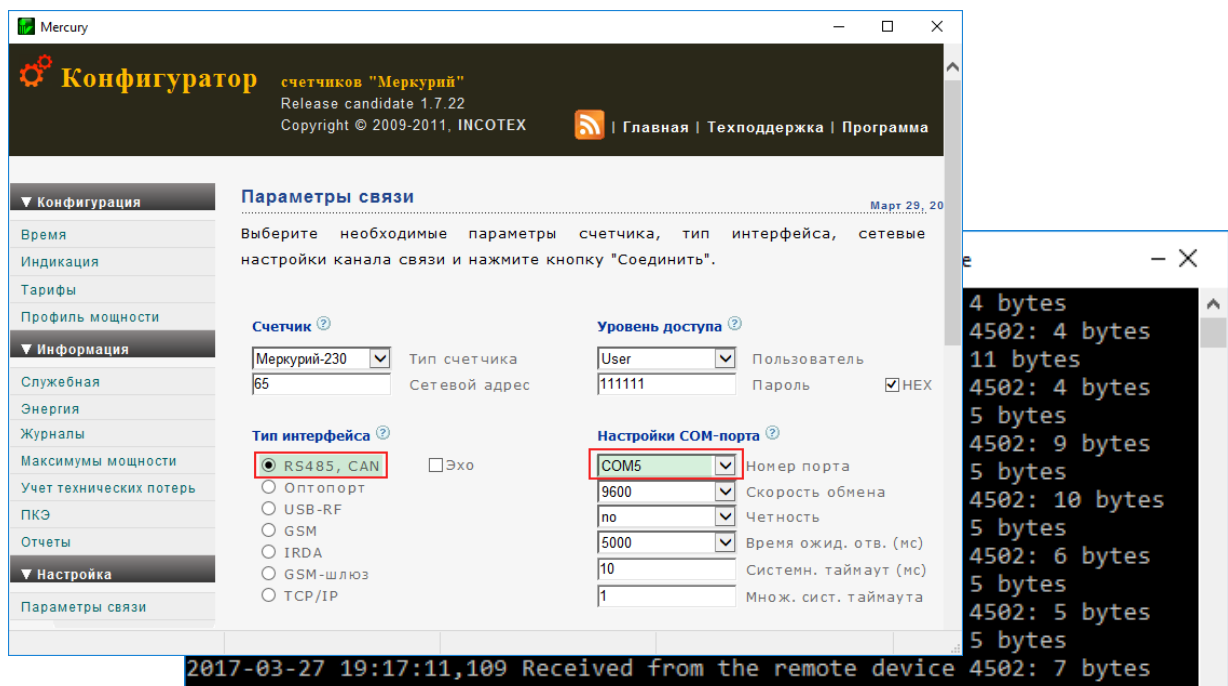 Mercury
Конфигуратор счетчиков "Меркурий"
Release candidate 1.7.22
Copyright © 2009-2011, INCOTEX
| Главная | Техподдержка | Программа
▼ Конфигурация
Время
Индикация
Тарифы
Профиль мощности
▼ Информация
Служебная
Энергия
Журналы
Максимумы мощности
Учет технических потерь
ПКЭ
Отчеты
▼ Настройка
Параметры связи
Параметры связи
Март 29, 20
Выберите необходимые параметры счетчика, тип интерфейса, сетевые
настройки канала связи и нажмите кнопку "Соединить".
Счетчик ?
Меркурий-230 Тип счетчика
65 Сетевой адрес
Уровень доступа ?
User Пользователь
111111 Пароль HEX
Тип интерфейса ?
RS485, CAN Эхо
Оптопорт
USB-RF
GSM
IRDA
GSM-шлюз
TCP/IP
Настройки COM-порта ?
COM5 Номер порта
9600 Скорость обмена
no Четность
5000 Время ожид. отв. (мс)
10 Системн. таймаут (мс)
1 Множ. сист. таймаута
e
4 bytes
4502: 4 bytes
11 bytes
4502: 4 bytes
5 bytes
4502: 9 bytes
5 bytes
4502: 10 bytes
5 bytes
4502: 6 bytes
5 bytes
4502: 5 bytes
5 bytes
2017-03-27 19:17:11,109 Received from the remote device 4502: 7 bytes